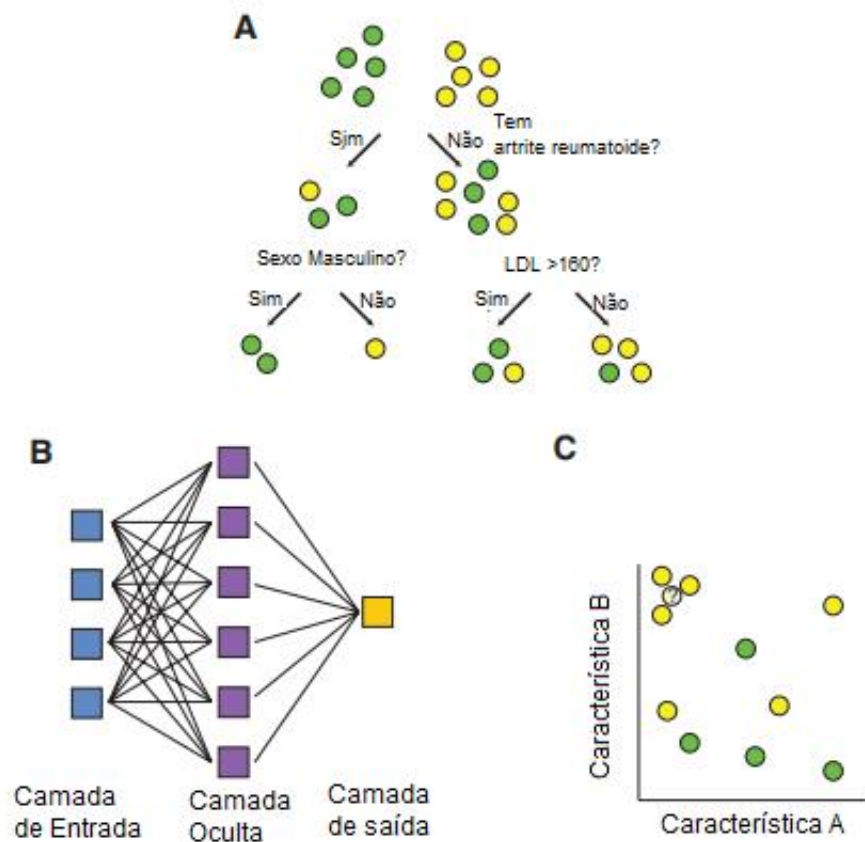 A
Sjm
Não
Tem
artrite reumatoide?
Sexo Masculino?
LDL >160?
Sim
Não
Sim
Não
B
Camada
de Entrada
Camada
Oculta
Camada
de saída
C
?
Característica B
Característica A